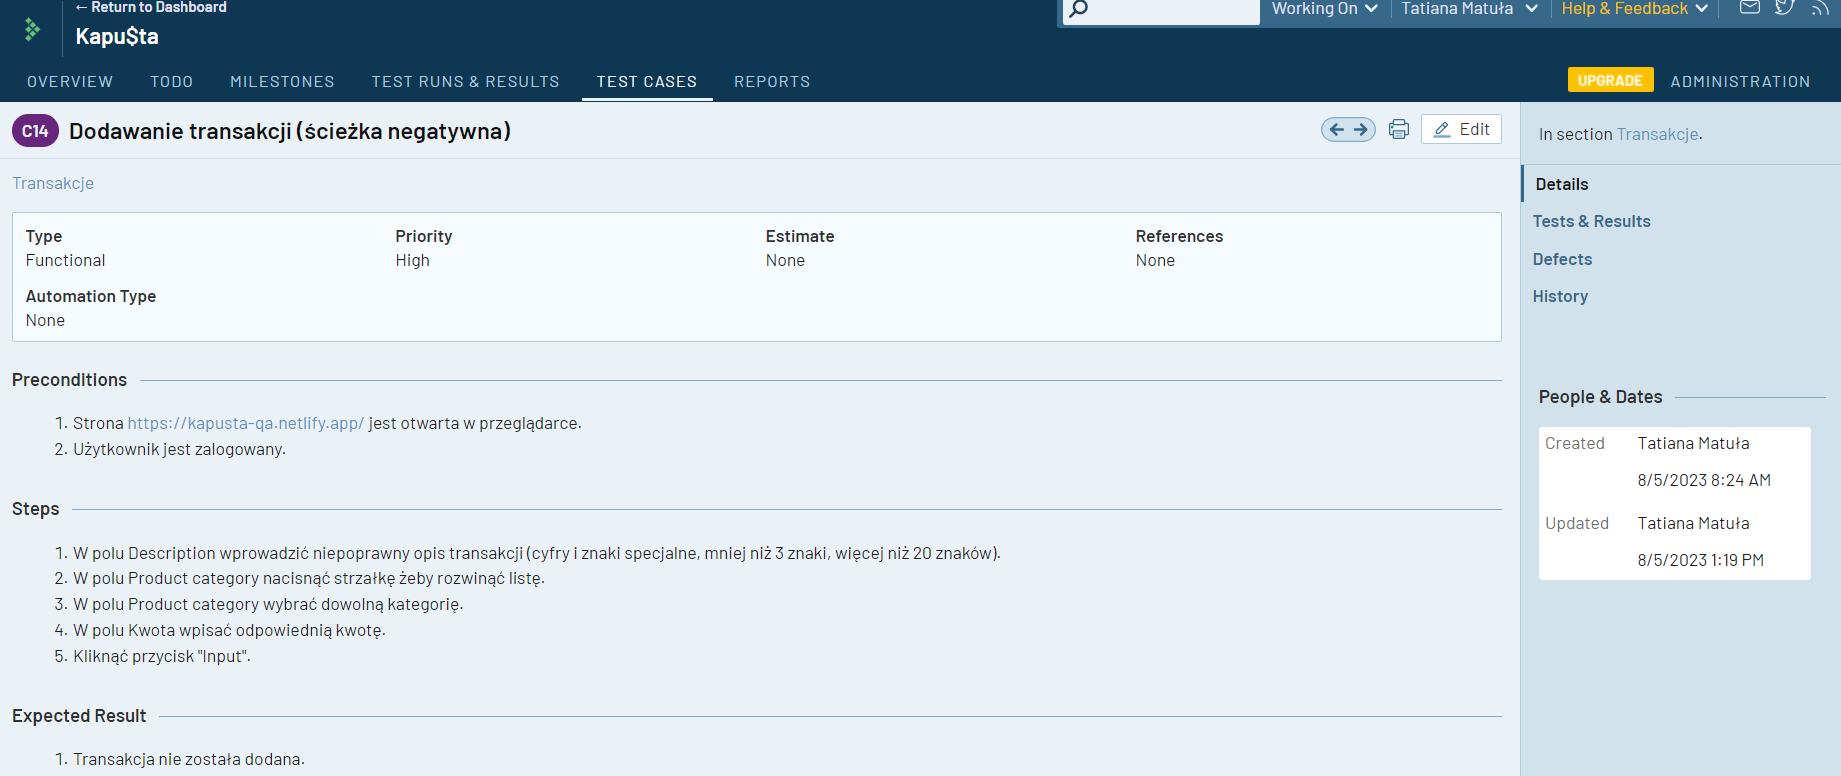 ← Return to Dashboard
Kapu$ta
Working On
Tatiana Matuła
Help & Feedback
OVERVIEW
TODO
MILESTONES
TEST RUNS & RESULTS
TEST CASES
REPORTS
UPGRADE
ADMINISTRATION
C14 Dodawanie transakcji (ścieżka negatywna)
Edit
Transakcje
Type
Functional
Priority
High
Estimate
None
References
None
Automation Type
None
Preconditions
1. Strona https://kapusta-qa.netlify.app/ jest otwarta w przeglądarce.
2. Użytkownik jest zalogowany.
Steps
1. W polu Description wprowadzić niepoprawny opis transakcji (cyfry i znaki specjalne, mniej niż 3 znaki, więcej niż 20 znaków).
2. W polu Product category nacisnąć strzałkę żeby rozwinąć listę.
3. W polu Product category wybrać dowolną kategorię.
4. W polu Kwota wpisać odpowiednią kwotę.
5. Kliknąć przycisk "Input".
Expected Result
1. Transakcja nie została dodana.
In section Transakcje.
Details
Tests & Results
Defects
History
People & Dates
Created Tatiana Matuła
8/5/2023 8:24 AM
Updated Tatiana Matuła
8/5/2023 1:19 PM